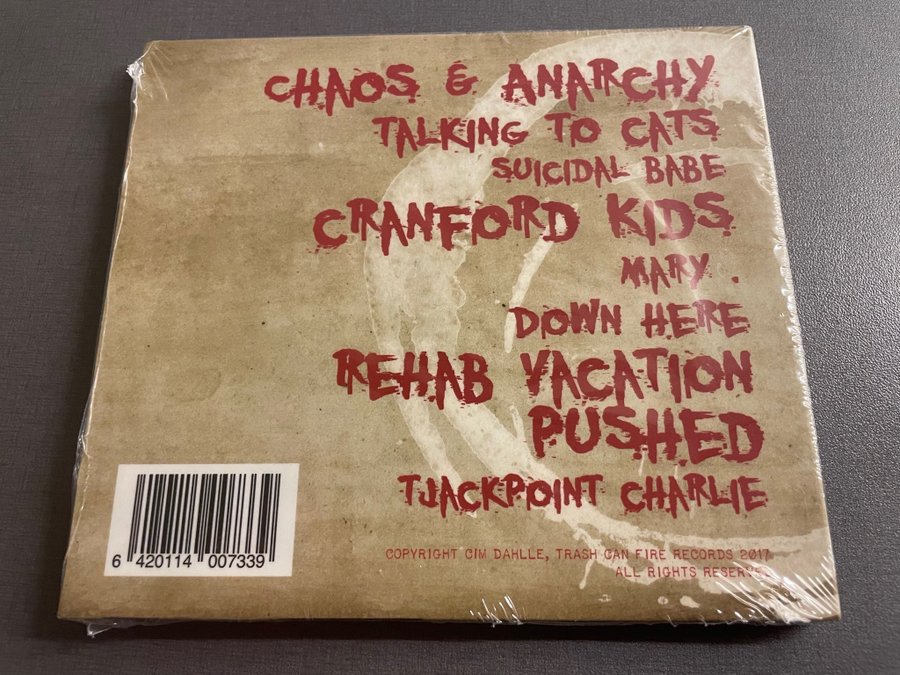 CHAOS & ANARCHY
TALKING TO CATS
SUICIDAL BABE
CRANFORD KIDS
MARY .
DOWN HERE
REHAB VACATION
PUSHED
TJACKPOINT CHARLIE
COPYRIGHT CIM DAHLLE, TRASH CAN FIRE RECORDS 2017
ALL RIGHTS RESERVED
6 420114 007339